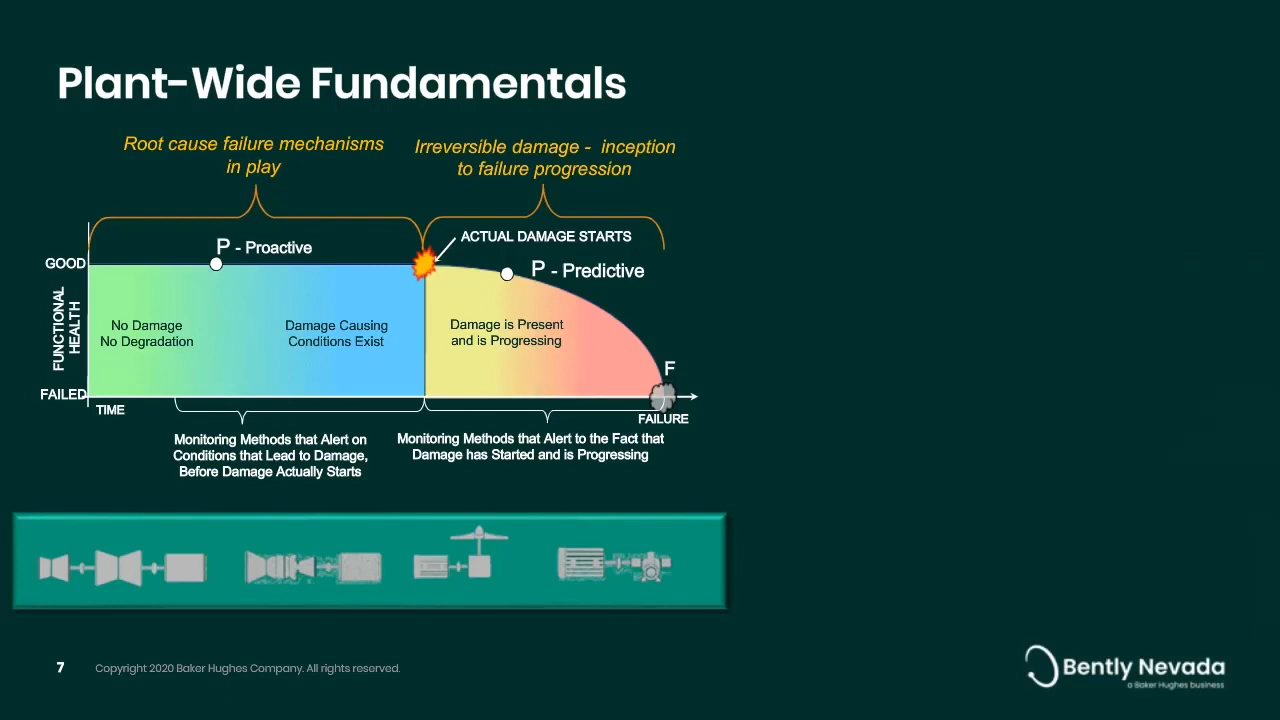 Plant-Wide Fundamentals
Root cause failure mechanisms
in play
Irreversible damage - inception
to failure progression
P - Proactive
ACTUAL DAMAGE STARTS
P - Predictive
GOOD
FUNCTIONAL
HEALTH
No Damage
No Degradation
Damage Causing
Conditions Exist
Damage is Present
and is Progressing
F
FAILED
TIME
FAILURE
Monitoring Methods that Alert on
Conditions that Lead to Damage,
Before Damage Actually Starts
Monitoring Methods that Alert to the Fact that
Damage has Started and is Progressing
7
Copyright 2020 Baker Hughes Company. All rights reserved.
Bently Nevada
a Baker Hughes business